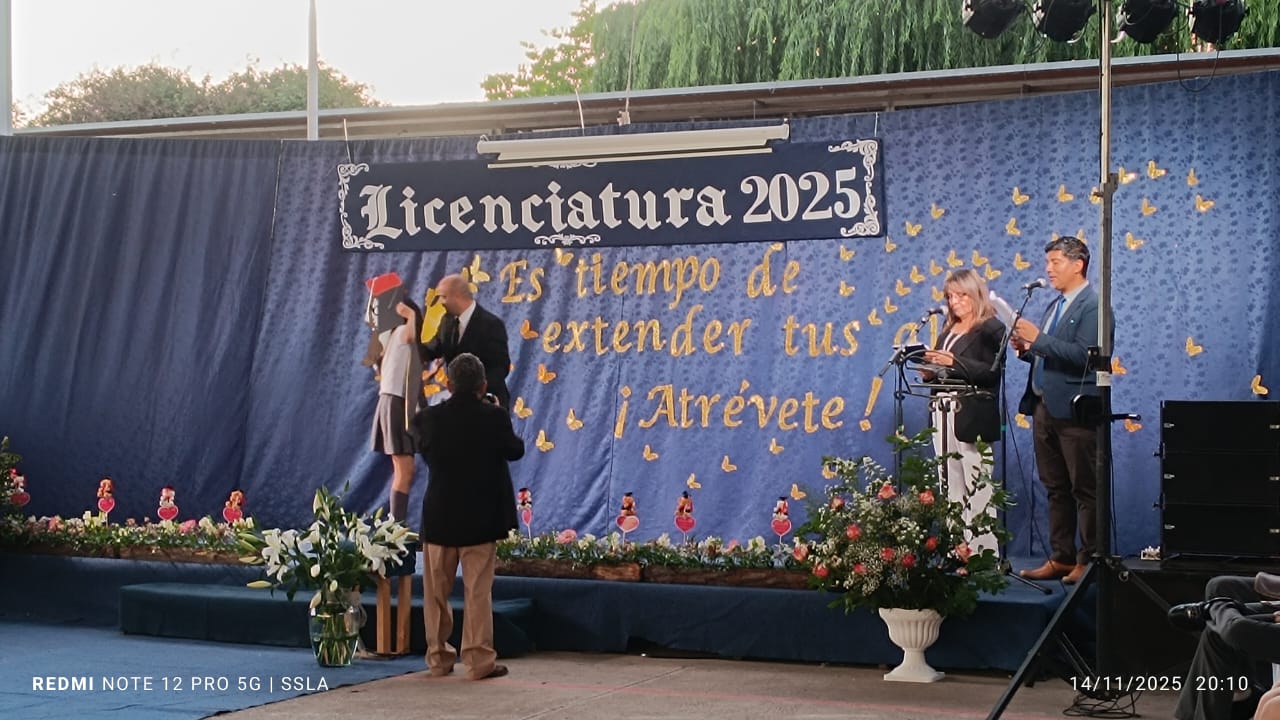 Licenciatura 2025
Es tiempo de
extender tus
¡Atrévete!
REDMI NOTE 12 PRO 5G | SSLA
14/11/2025 20:10